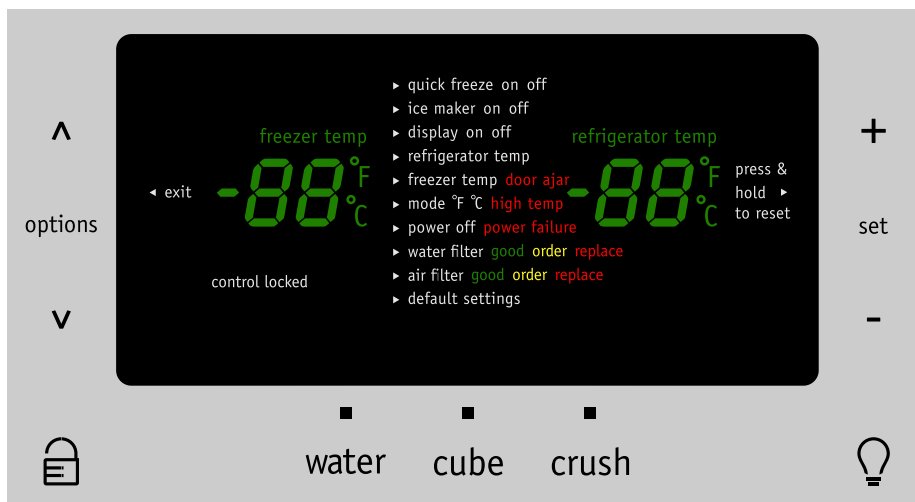 quick freeze on off
ice maker on off
display on off
freezer temp
refrigerator temp
refrigerator temp
freezer temp door ajar
-88 °F °C
-88 °F °C
mode °F °C high temp
power off power failure
water filter good order replace
air filter good order replace
default settings
exit
press &
hold
to reset
control locked
options
set
+
-
water cube crush